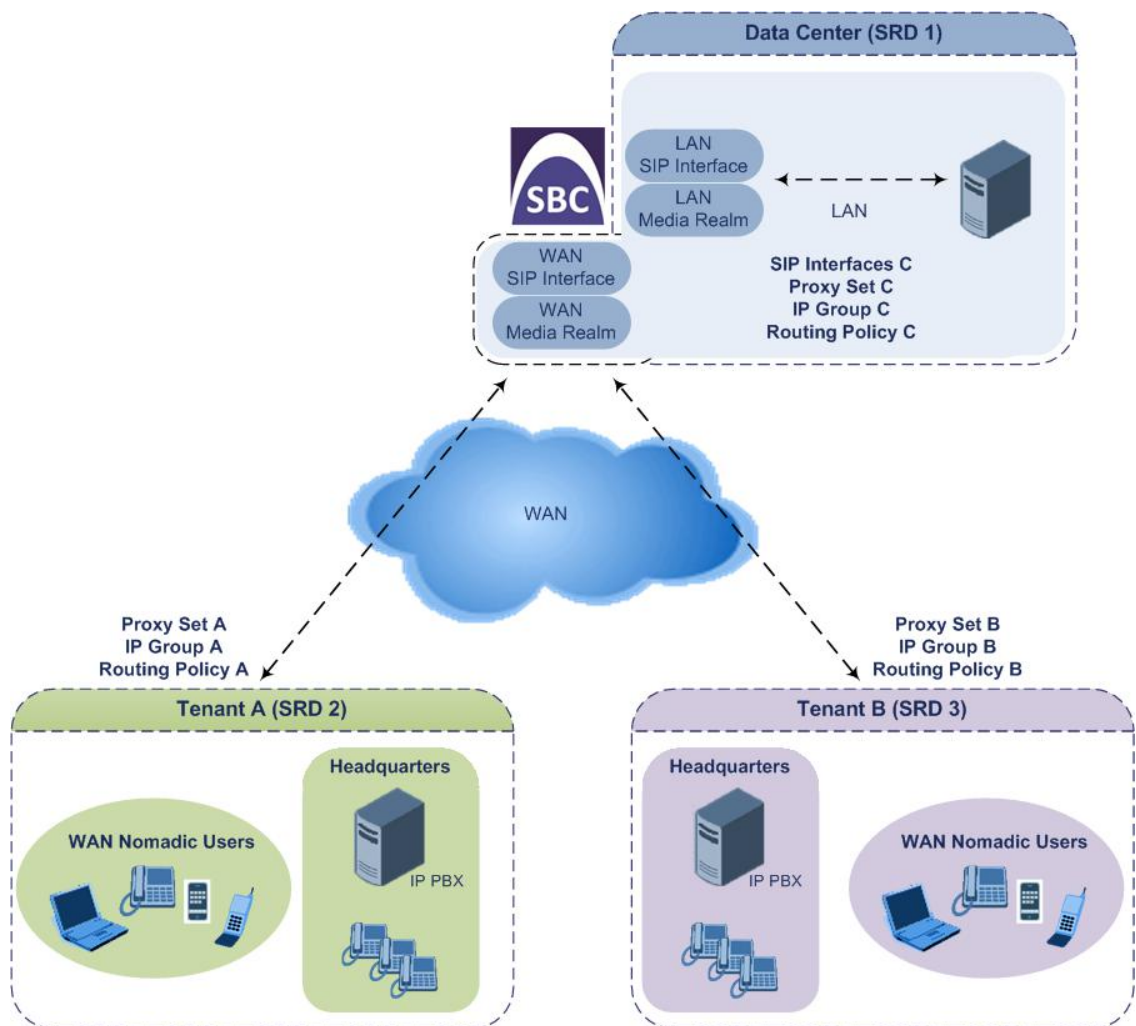 Data Center (SRD 1)
LAN
SIP Interface
LAN
Media Realm
LAN
SBC
WAN
SIP Interface
WAN
Media Realm
SIP Interfaces C
Proxy Set C
IP Group C
Routing Policy C
WAN
Proxy Set A
IP Group A
Routing Policy A
Proxy Set B
IP Group B
Routing Policy B
Tenant A (SRD 2)
WAN Nomadic Users
Headquarters
IP PBX
Tenant B (SRD 3)
Headquarters
IP PBX
WAN Nomadic Users